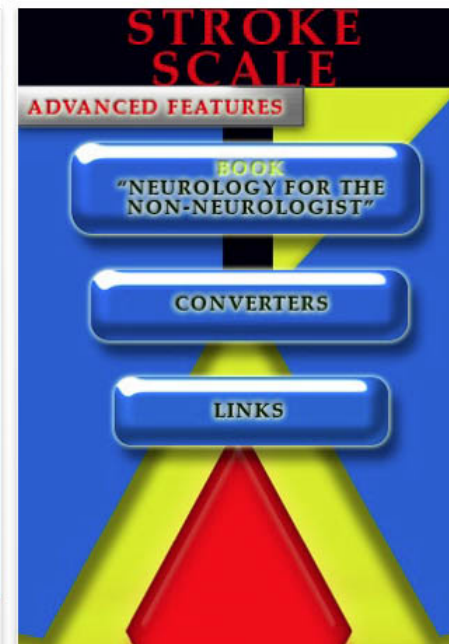 STROKE
SCALE
ADVANCED FEATURES
BOOK
"NEUROLOGY FOR THE
NON-NEUROLOGIST"
CONVERTERS
LINKS